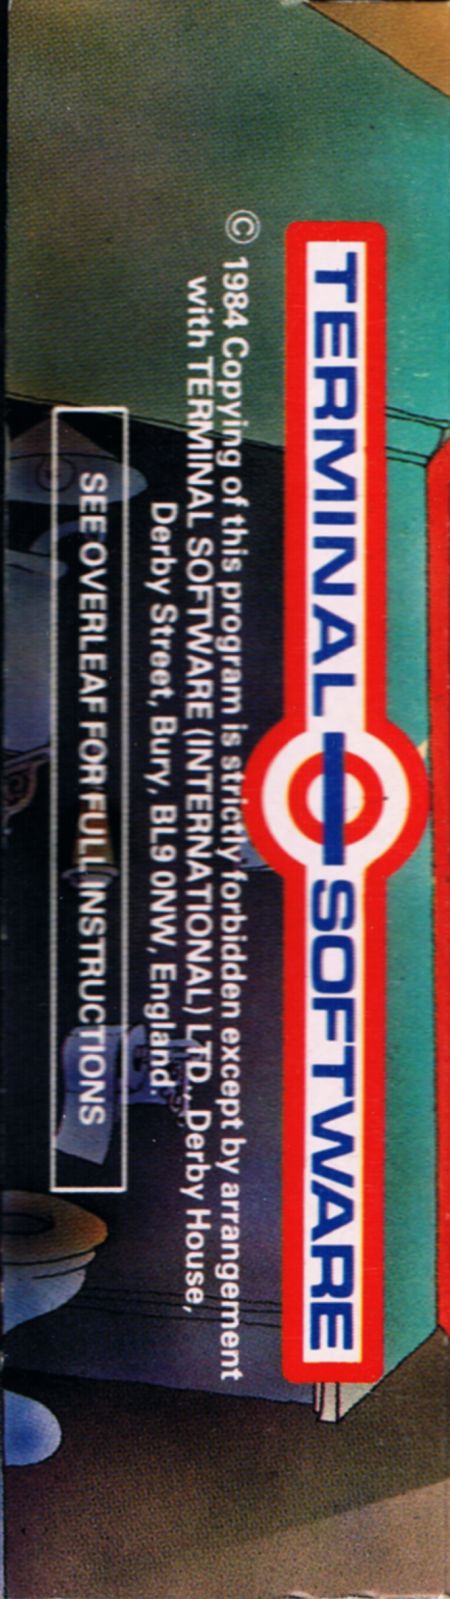 TERMINAL SOFTWARE
© 1984 Copying of this program is strictly forbidden except by arrangement
with TERMINAL SOFTWARE (INTERNATIONAL) LTD., Derby House,
Derby Street, Bury, BL9 0NW, England.
SEE OVERLEAF FOR FULL INSTRUCTIONS